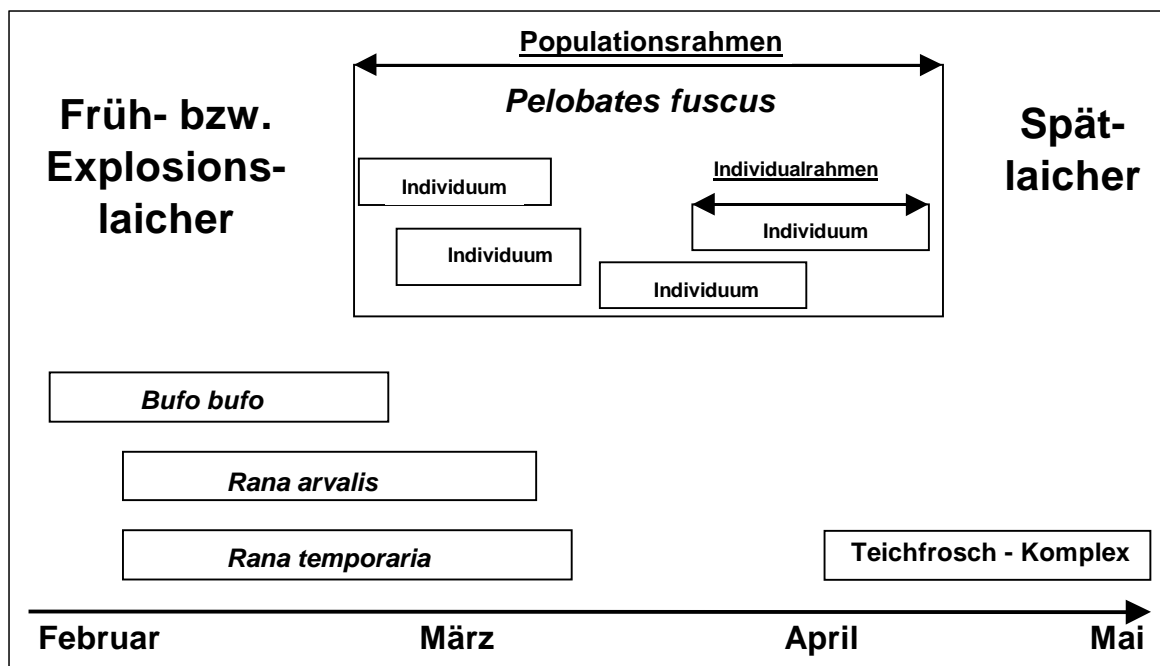 Populationsrahmen
Pelobates fuscus
Früh- bzw.
Explosions-
laicher
Spät-
laicher
Individuum
Individualrahmen
Individuum
Individuum
Individuum
Bufo bufo
Rana arvalis
Rana temporaria
Teichfrosch - Komplex
Februar März April Mai